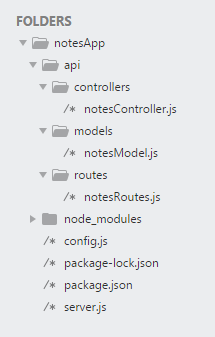 FOLDERS
notesApp
api
controllers
/* notesController.js
models
/* notesModel.js
routes
/* notesRoutes.js
node_modules
/* config.js
/* package-lock.json
/* package.json
/* server.js